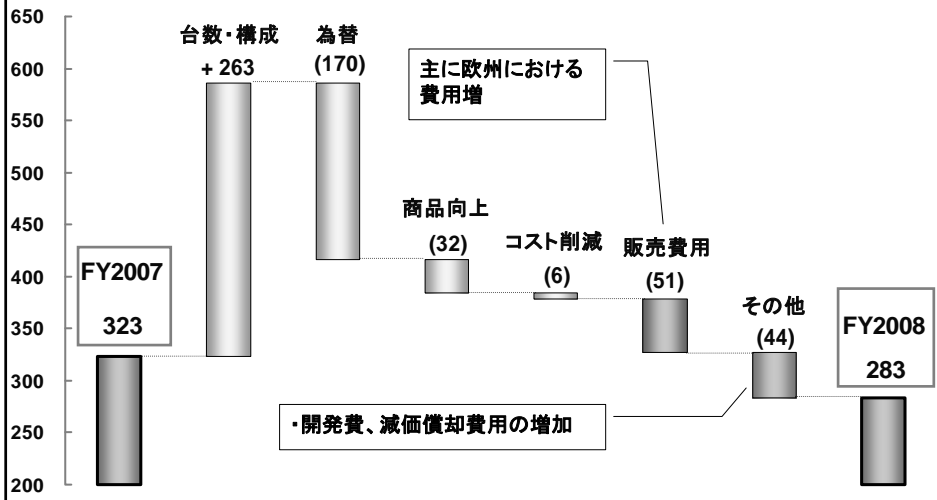 650
600
550
500
450
400
350
300
250
200
台数・構成
+ 263
為替
(170)
主に欧州における
費用増
商品向上
(32)
コスト削減
(6)
販売費用
(51)
その他
(44)
FY2007
323
FY2008
283
・開発費、減価償却費用の増加